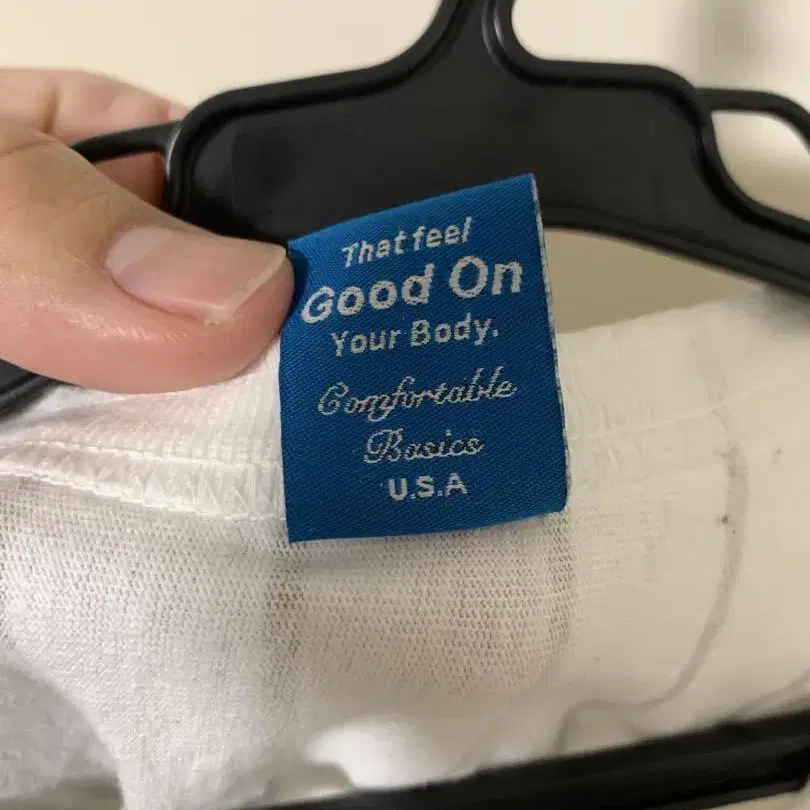 That feel
Good On
Your Body.
Comfortable
Basics
U.S.A